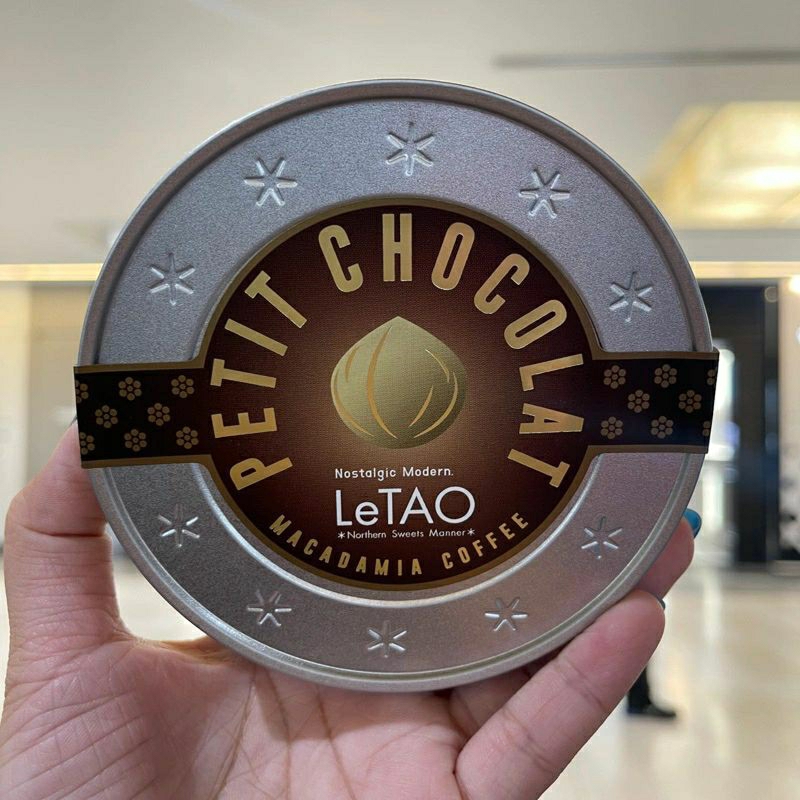 PETIT CHOCOLAT
Nostalgic Modern.
LeTAO
*Northern Sweets Manner*
MACADAMIA COFFEE